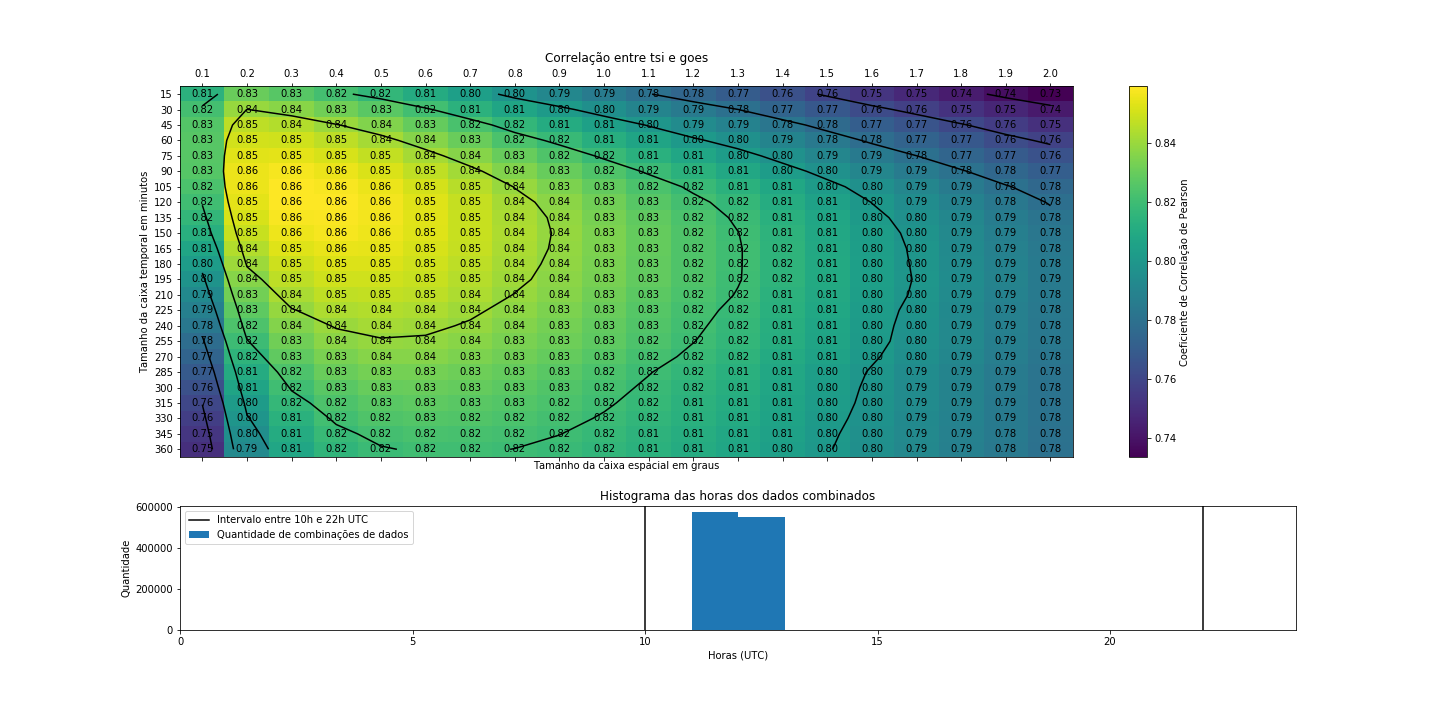 Correlação entre tsi e goes
0.1 0.2 0.3 0.4 0.5 0.6 0.7 0.8 0.9 1.0 1.1 1.2 1.3 1.4 1.5 1.6 1.7 1.8 1.9 2.0
15 0.81 0.83 0.83 0.82 0.82 0.81 0.80 0.80 0.79 0.79 0.78 0.78 0.77 0.76 0.76 0.75 0.75 0.74 0.74 0.73
30 0.82 0.84 0.84 0.83 0.83 0.82 0.81 0.81 0.80 0.80 0.79 0.79 0.78 0.77 0.77 0.76 0.76 0.75 0.75 0.74
45 0.83 0.85 0.84 0.84 0.84 0.83 0.82 0.82 0.81 0.81 0.80 0.79 0.79 0.78 0.78 0.77 0.77 0.76 0.76 0.75
60 0.83 0.85 0.85 0.85 0.84 0.84 0.83 0.82 0.82 0.81 0.81 0.80 0.80 0.79 0.78 0.78 0.77 0.77 0.76 0.76
75 0.83 0.85 0.85 0.85 0.85 0.84 0.84 0.83 0.82 0.82 0.81 0.81 0.80 0.80 0.79 0.79 0.78 0.77 0.77 0.76
90 0.83 0.86 0.86 0.86 0.85 0.85 0.84 0.84 0.83 0.82 0.82 0.81 0.81 0.80 0.80 0.79 0.79 0.78 0.78 0.77
105 0.82 0.86 0.86 0.86 0.86 0.85 0.85 0.84 0.83 0.83 0.82 0.82 0.81 0.81 0.80 0.80 0.79 0.79 0.78 0.78
120 0.82 0.85 0.86 0.86 0.86 0.85 0.85 0.84 0.84 0.83 0.83 0.82 0.82 0.81 0.81 0.80 0.80 0.79 0.78 0.78
135 0.82 0.85 0.86 0.86 0.86 0.85 0.85 0.84 0.84 0.83 0.83 0.82 0.82 0.81 0.81 0.80 0.80 0.79 0.79 0.78
150 0.81 0.85 0.86 0.86 0.86 0.85 0.85 0.84 0.84 0.83 0.83 0.82 0.82 0.82 0.81 0.80 0.80 0.79 0.79 0.78
165 0.81 0.84 0.85 0.86 0.85 0.85 0.85 0.84 0.84 0.83 0.83 0.82 0.82 0.82 0.81 0.81 0.80 0.79 0.79 0.78
180 0.80 0.84 0.85 0.85 0.85 0.85 0.85 0.84 0.84 0.83 0.83 0.82 0.82 0.82 0.81 0.81 0.80 0.79 0.79 0.79
195 0.80 0.84 0.85 0.85 0.85 0.85 0.84 0.84 0.84 0.83 0.83 0.82 0.82 0.81 0.81 0.80 0.80 0.79 0.79 0.79
210 0.79 0.83 0.84 0.85 0.85 0.85 0.84 0.84 0.84 0.83 0.83 0.82 0.82 0.81 0.81 0.80 0.80 0.79 0.79 0.78
225 0.79 0.83 0.84 0.84 0.85 0.84 0.84 0.84 0.83 0.83 0.83 0.82 0.82 0.81 0.81 0.80 0.80 0.79 0.79 0.78
240 0.78 0.82 0.84 0.84 0.84 0.84 0.84 0.84 0.83 0.83 0.82 0.82 0.82 0.81 0.81 0.80 0.80 0.79 0.79 0.78
255 0.78 0.82 0.83 0.84 0.84 0.84 0.84 0.83 0.83 0.83 0.82 0.82 0.82 0.81 0.81 0.80 0.80 0.79 0.79 0.78
270 0.77 0.82 0.83 0.83 0.84 0.84 0.83 0.83 0.83 0.82 0.82 0.82 0.82 0.81 0.81 0.80 0.80 0.79 0.79 0.78
285 0.77 0.81 0.82 0.83 0.83 0.83 0.83 0.83 0.83 0.82 0.82 0.82 0.81 0.81 0.80 0.80 0.79 0.79 0.79 0.78
300 0.76 0.81 0.82 0.83 0.83 0.83 0.83 0.83 0.82 0.82 0.82 0.82 0.81 0.81 0.80 0.80 0.79 0.79 0.79 0.78
315 0.76 0.80 0.82 0.82 0.83 0.83 0.83 0.82 0.82 0.82 0.82 0.81 0.81 0.81 0.80 0.80 0.79 0.79 0.78 0.78
330 0.76 0.80 0.81 0.82 0.82 0.83 0.83 0.82 0.82 0.82 0.82 0.81 0.81 0.81 0.80 0.80 0.79 0.79 0.78 0.78
345 0.75 0.80 0.81 0.82 0.82 0.82 0.82 0.82 0.82 0.82 0.81 0.81 0.81 0.80 0.80 0.80 0.79 0.79 0.78 0.78
360 0.75 0.79 0.81 0.82 0.82 0.82 0.82 0.82 0.82 0.82 0.81 0.81 0.81 0.80 0.80 0.80 0.79 0.79 0.78 0.78
Tamanho da caixa temporal em minutos
Tamanho da caixa espacial em graus
0.84
0.82
0.80
0.78
0.76
0.74
Coeficiente de Correlação de Pearson
Histograma das horas dos dados combinados
600000
400000
200000
0
Quantidade
Intervalo entre 10h e 22h UTC
Quantidade de combinações de dados
0 5 10 15 20
Horas (UTC)